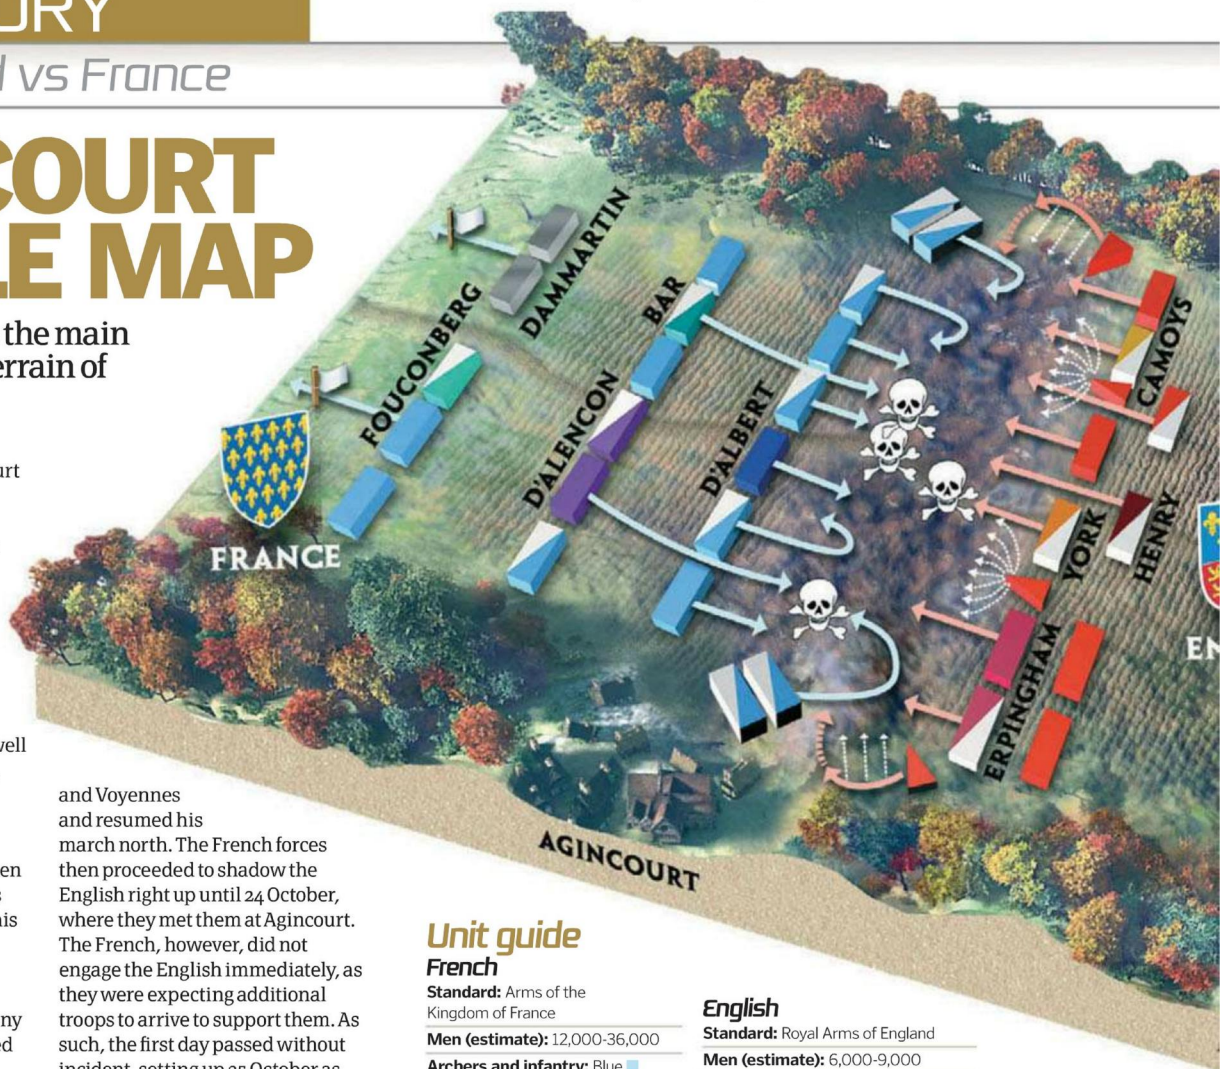 ORY
vs France
COURT
LE MAP
the main
errain of
urt
well
en
his
ny
ed
and Voyennes
and resumed his
march north. The French forces
then proceeded to shadow the
English right up until 24 October,
where they met them at Agincourt.
The French, however, did not
engage the English immediately, as
they were expecting additional
troops to arrive to support them. As
such, the first day passed without
DAMMARTIN
FOUCONBERG
BAR
D'ALENCON
D'ALBERT
CAMOYS
YORK
HENRY
ERPINGHAM
FRANCE
EN
AGINCOURT
Unit guide
French
Standard: Arms of the
Kingdom of France
Men (estimate): 12,000-36,000
Archers and infantry: Blue
English
Standard: Royal Arms of England
Men (estimate): 6,000-9,000